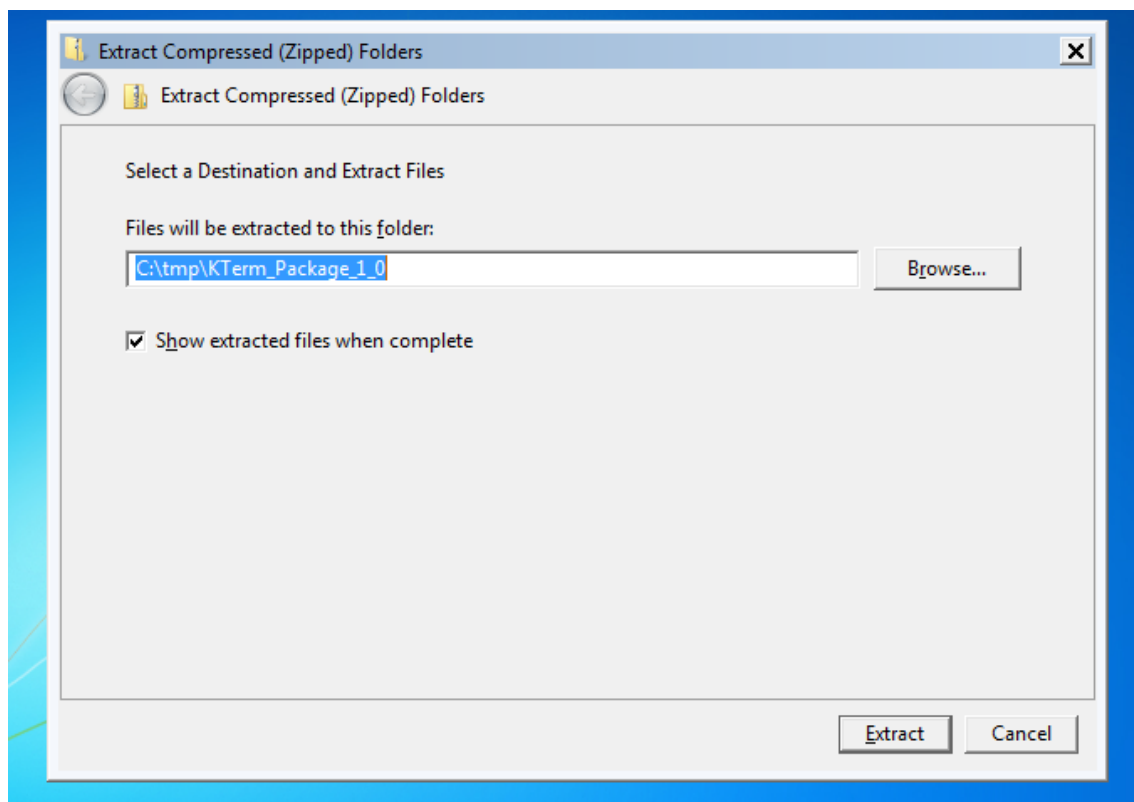 Extract Compressed (Zipped) Folders
Extract Compressed (Zipped) Folders
Select a Destination and Extract Files
Files will be extracted to this folder:
C:\tmp\KTerm_Package_1_0
Browse...
Show extracted files when complete
Extract
Cancel